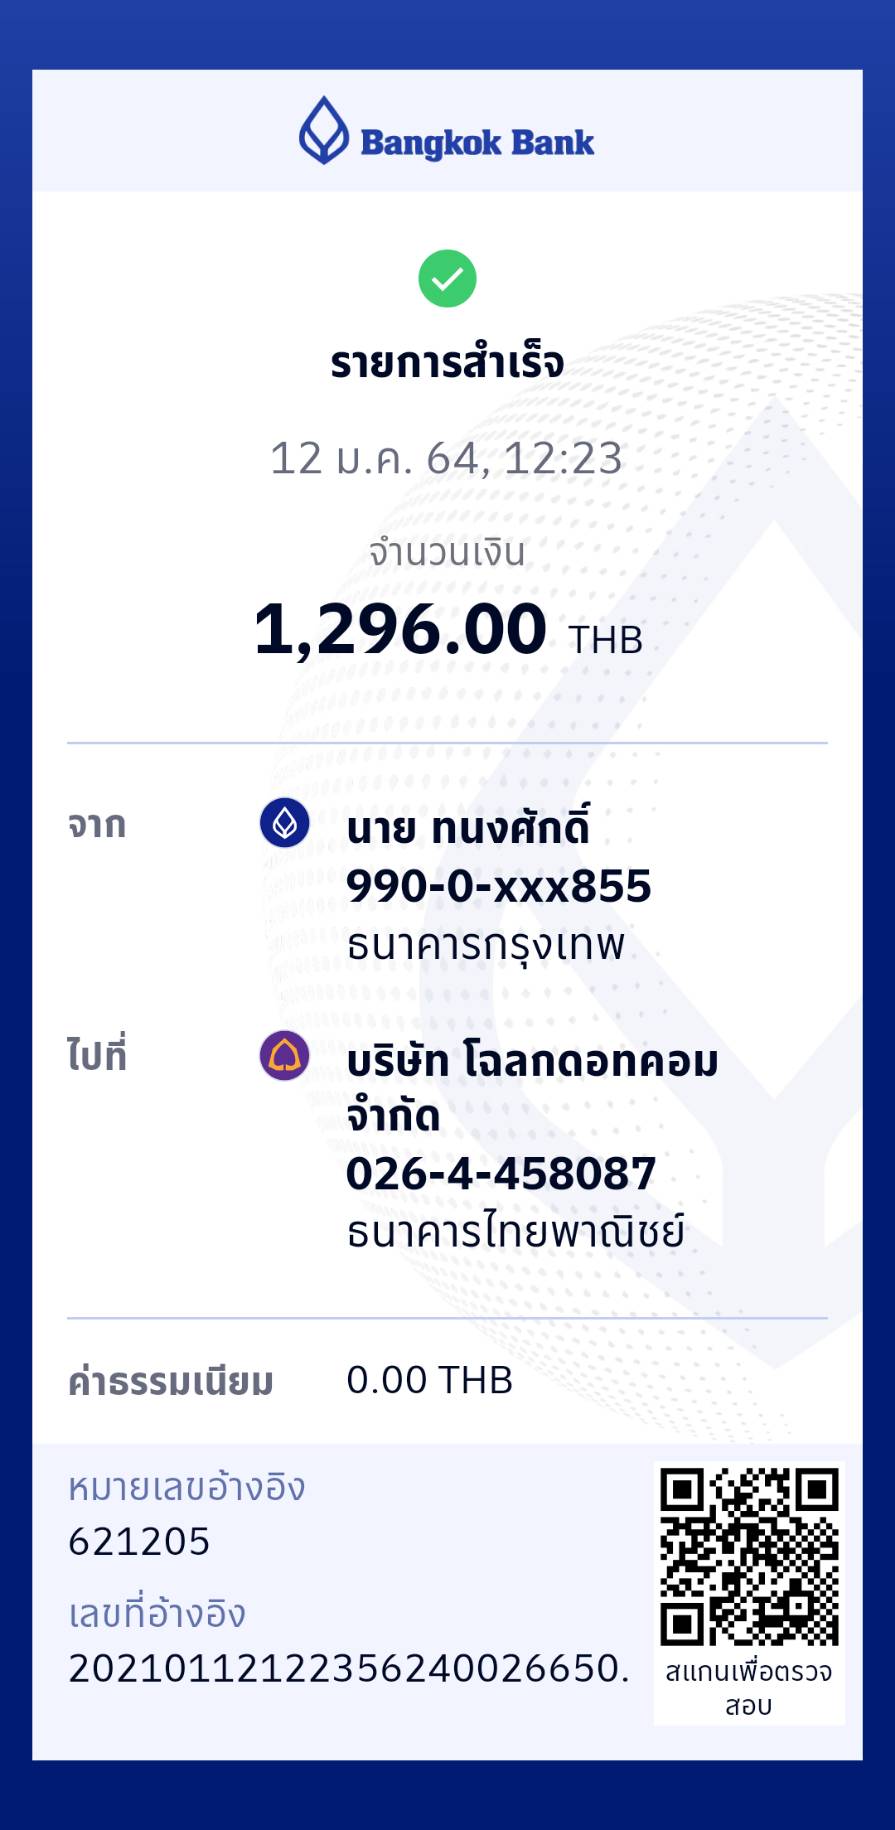 Bangkok Bank
รายการสำเร็จ
12 ม.ค. 64, 12:23
จำนวนเงิน
1,296.00 THB
จาก
นาย ทนงศักดิ์
990-0-xxx855
ธนาคารกรุงเทพ
ไปที่
บริษัท โฉลกดอทคอม
จำกัด
026-4-458087
ธนาคารไทยพาณิชย์
ค่าธรรมเนียม 0.00 THB
หมายเลขอ้างอิง
621205
เลขที่อ้างอิง
20210112122356240026650.
สแกนเพื่อตรวจ
สอบ